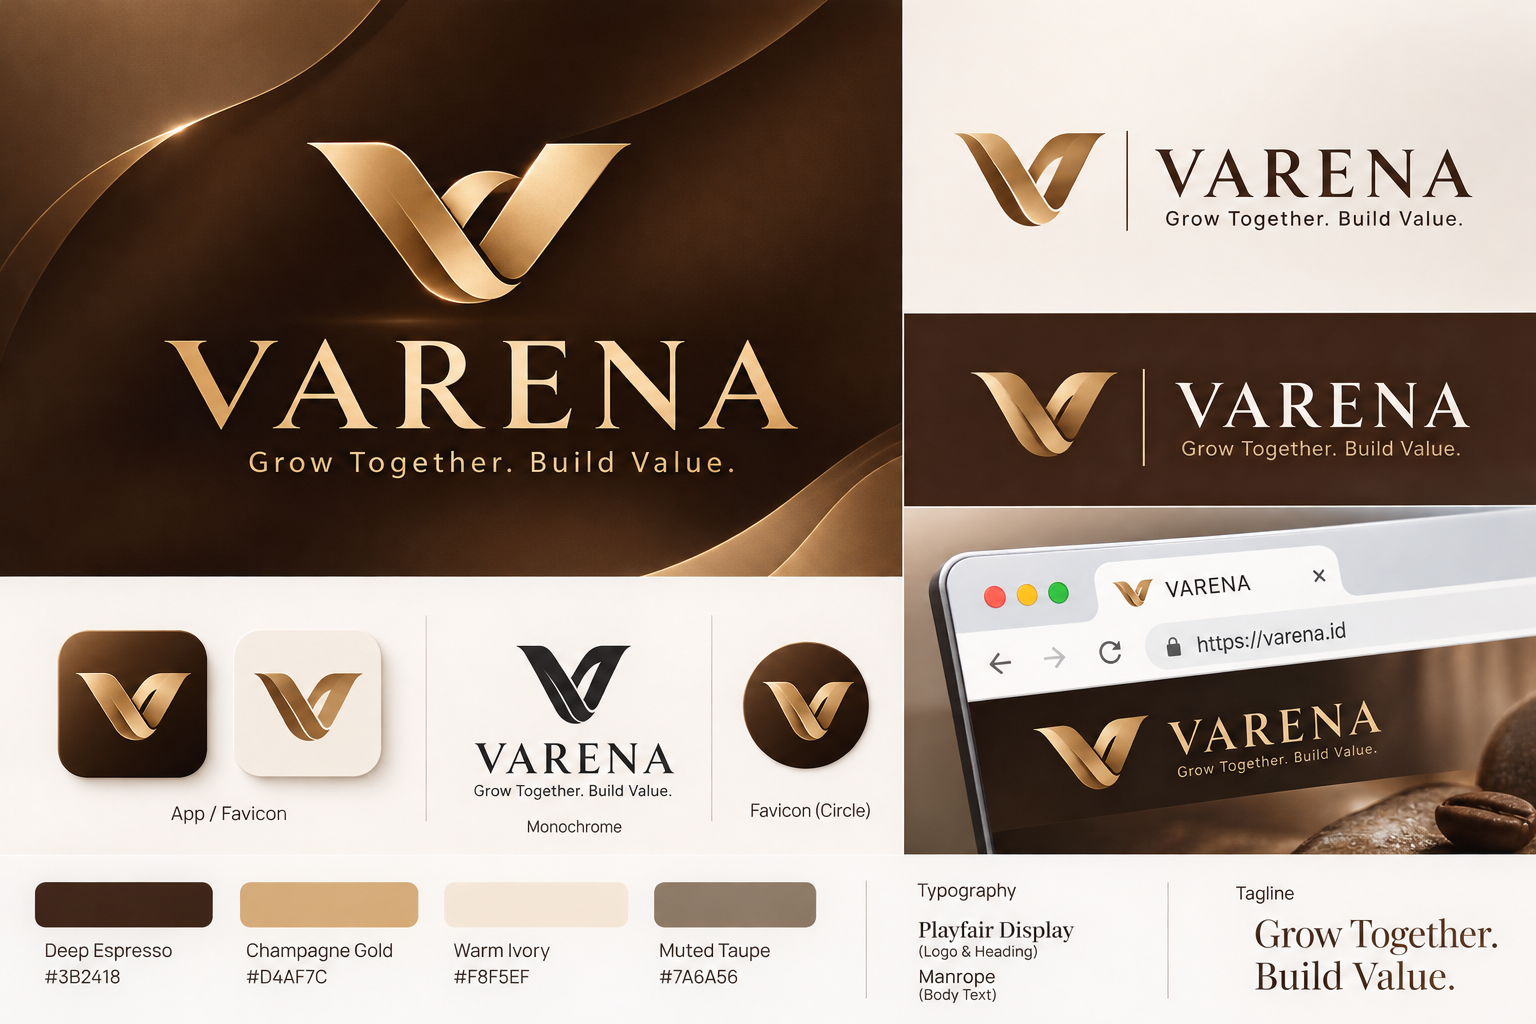 VARENA
Grow Together. Build Value.
VARENA
Grow Together. Build Value.
VARENA
Grow Together. Build Value.
VARENA
https://varena.id
VARENA
Grow Together. Build Value.
App / Favicon
VARENA
Grow Together. Build Value.
Monochrome
Favicon (Circle)
Deep Espresso
#3B2418
Champagne Gold
#D4AF7C
Warm Ivory
#F8F5EF
Muted Taupe
#7A6A56
Typography
Playfair Display
(Logo & Heading)
Manrope
(Body Text)
Tagline
Grow Together.
Build Value.